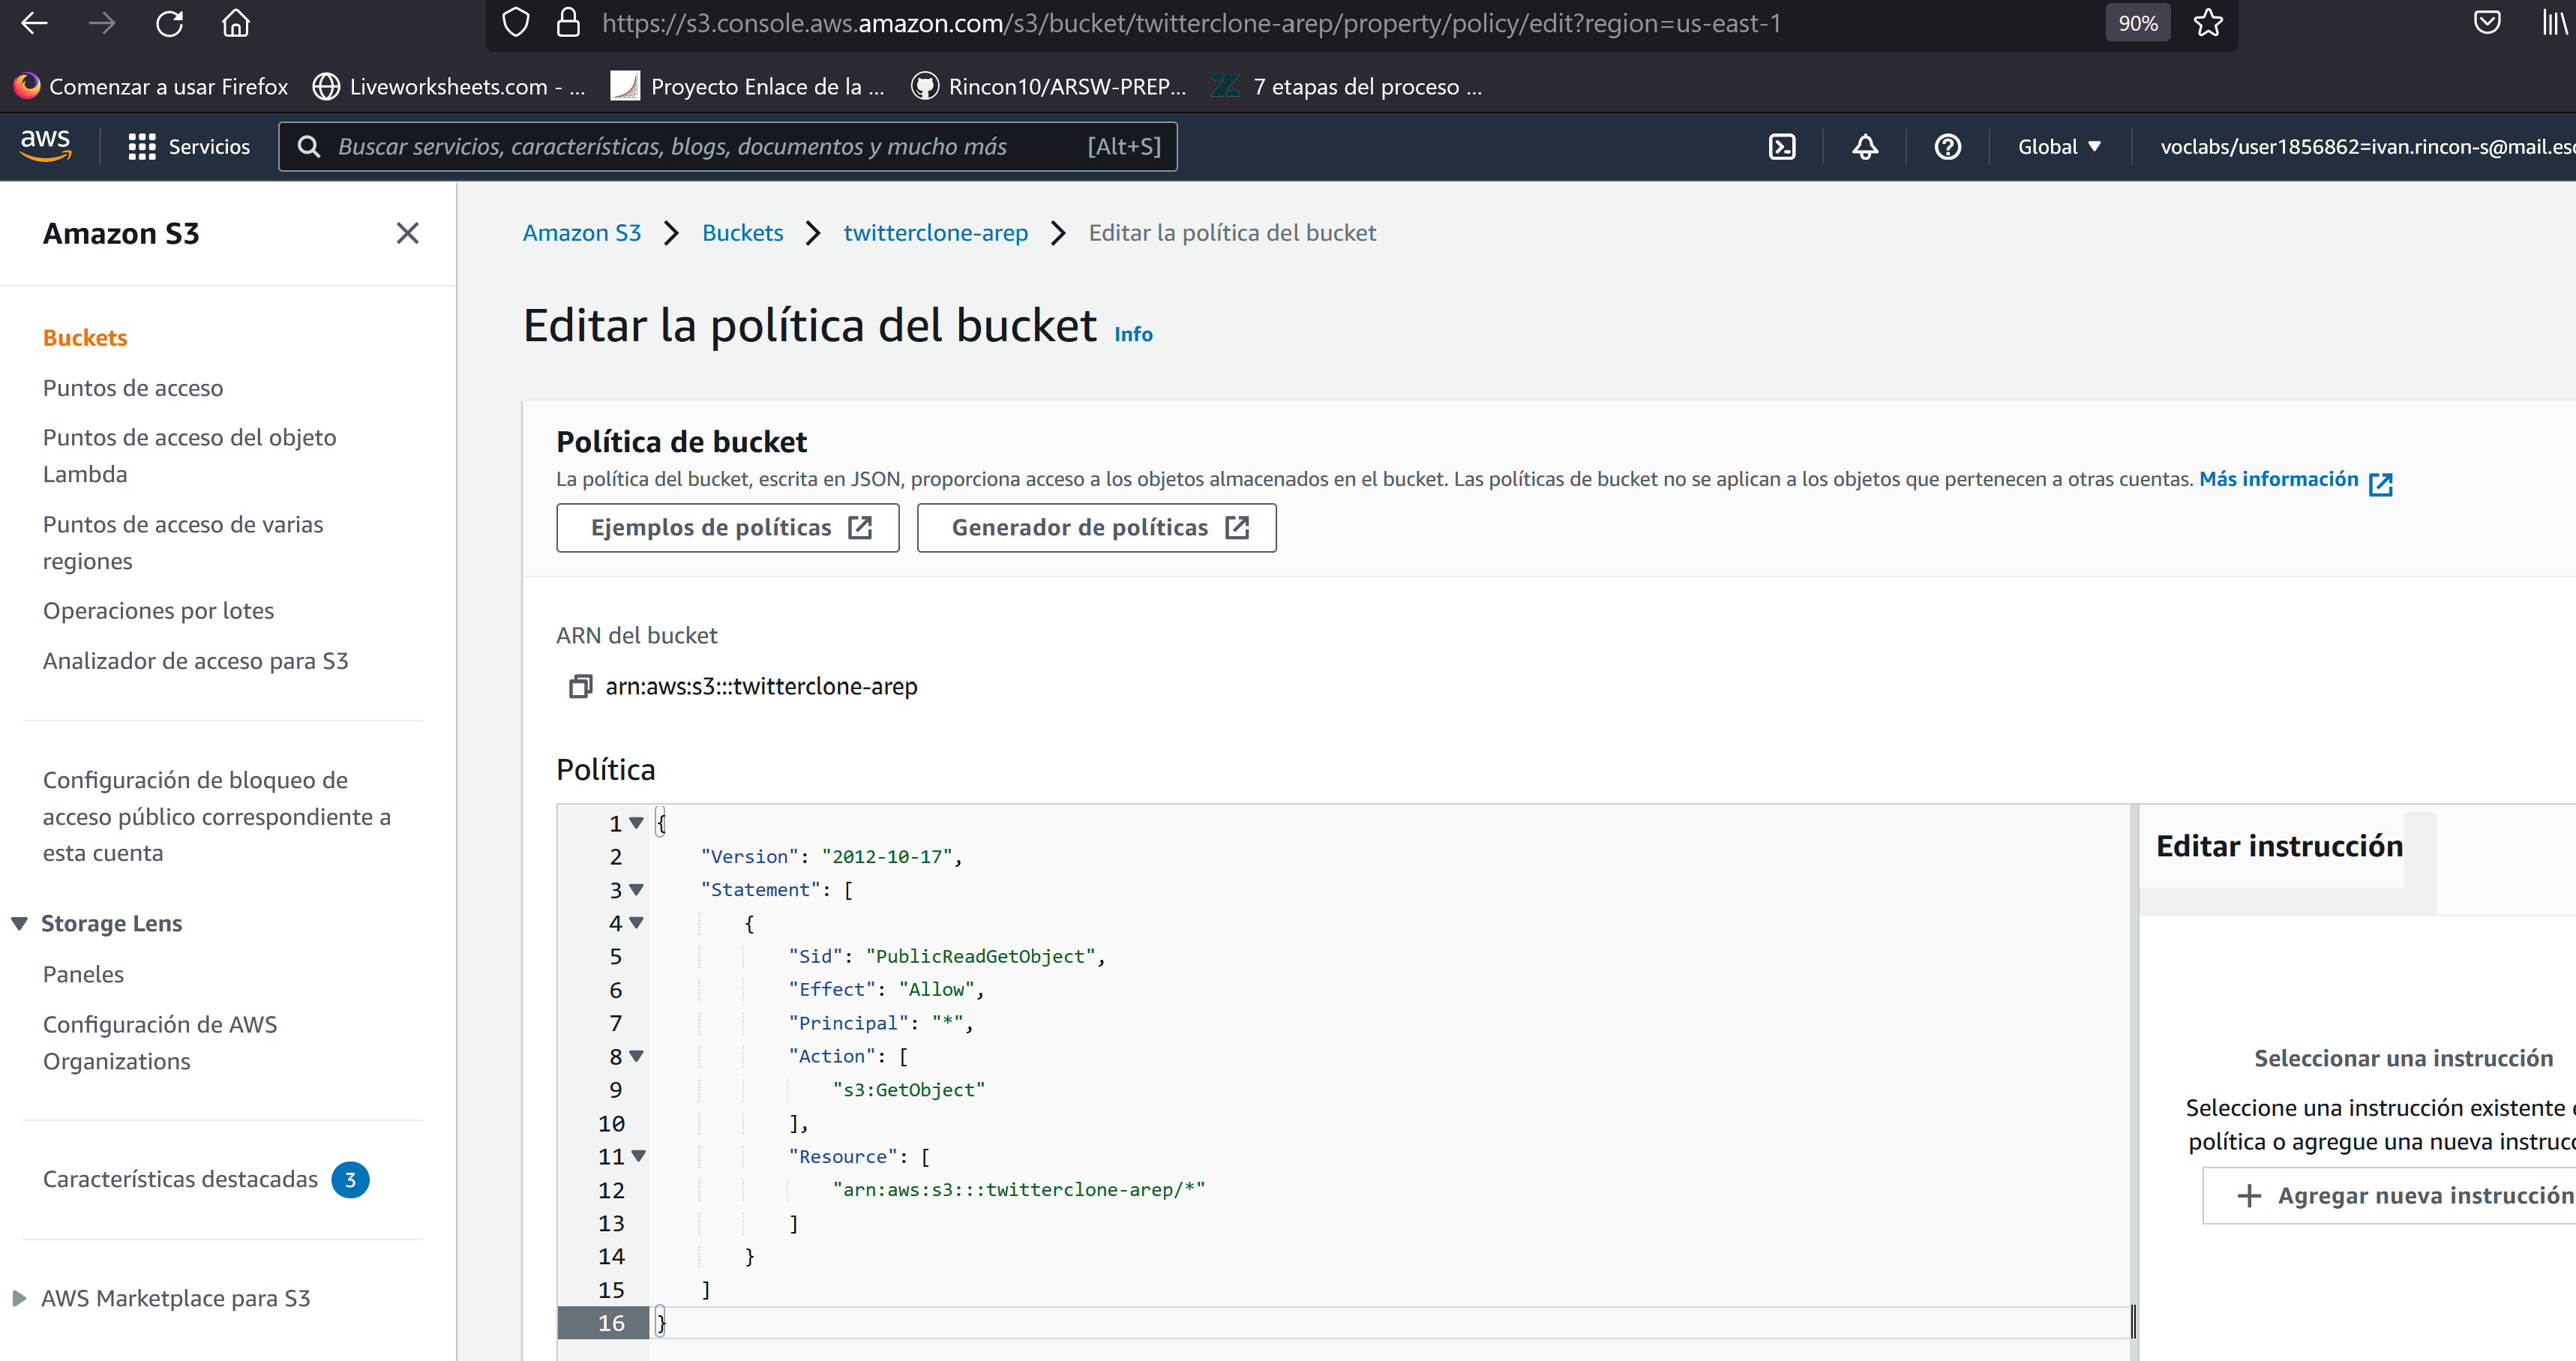 https://s3.console.aws.amazon.com/s3/bucket/twitterclone-arep/property/policy/edit?region=us-east-1
90%
Comenzar a usar Firefox
Liveworksheets.com - ...
Proyecto Enlace de la ...
Rincon10/ARSW-PREP...
7 etapas del proceso ...
aws
Servicios
Buscar servicios, características, blogs, documentos y mucho más
[Alt+S]
Global
voclabs/user1856862=ivan.rincon-s@mail.es
Amazon S3
Buckets
Puntos de acceso
Puntos de acceso del objeto
Lambda
Puntos de acceso de varias
regiones
Operaciones por lotes
Analizador de acceso para S3
Configuración de bloqueo de
acceso público correspondiente a
esta cuenta
Storage Lens
Paneles
Configuración de AWS
Organizations
Características destacadas 3
AWS Marketplace para S3
Amazon S3
Buckets
twitterclone-arep
Editar la política del bucket
Editar la política del bucket Info
Política de bucket
La política del bucket, escrita en JSON, proporciona acceso a los objetos almacenados en el bucket. Las políticas de bucket no se aplican a los objetos que pertenecen a otras cuentas. Más información
Ejemplos de políticas
Generador de políticas
ARN del bucket
arn:aws:s3:::twitterclone-arep
Política
1 {
2 "Version": "2012-10-17",
3 "Statement": [
4 {
5 "Sid": "PublicReadGetObject",
6 "Effect": "Allow",
7 "Principal": "*",
8 "Action": [
9 "s3:GetObject"
10 ],
11 "Resource": [
12 "arn:aws:s3:::twitterclone-arep/*"
13 ]
14 }
15 ]
16 }
Editar instrucción
Seleccionar una instrucción
Seleccione una instrucción existente
política o agregue una nueva
Agregar nueva instrucción